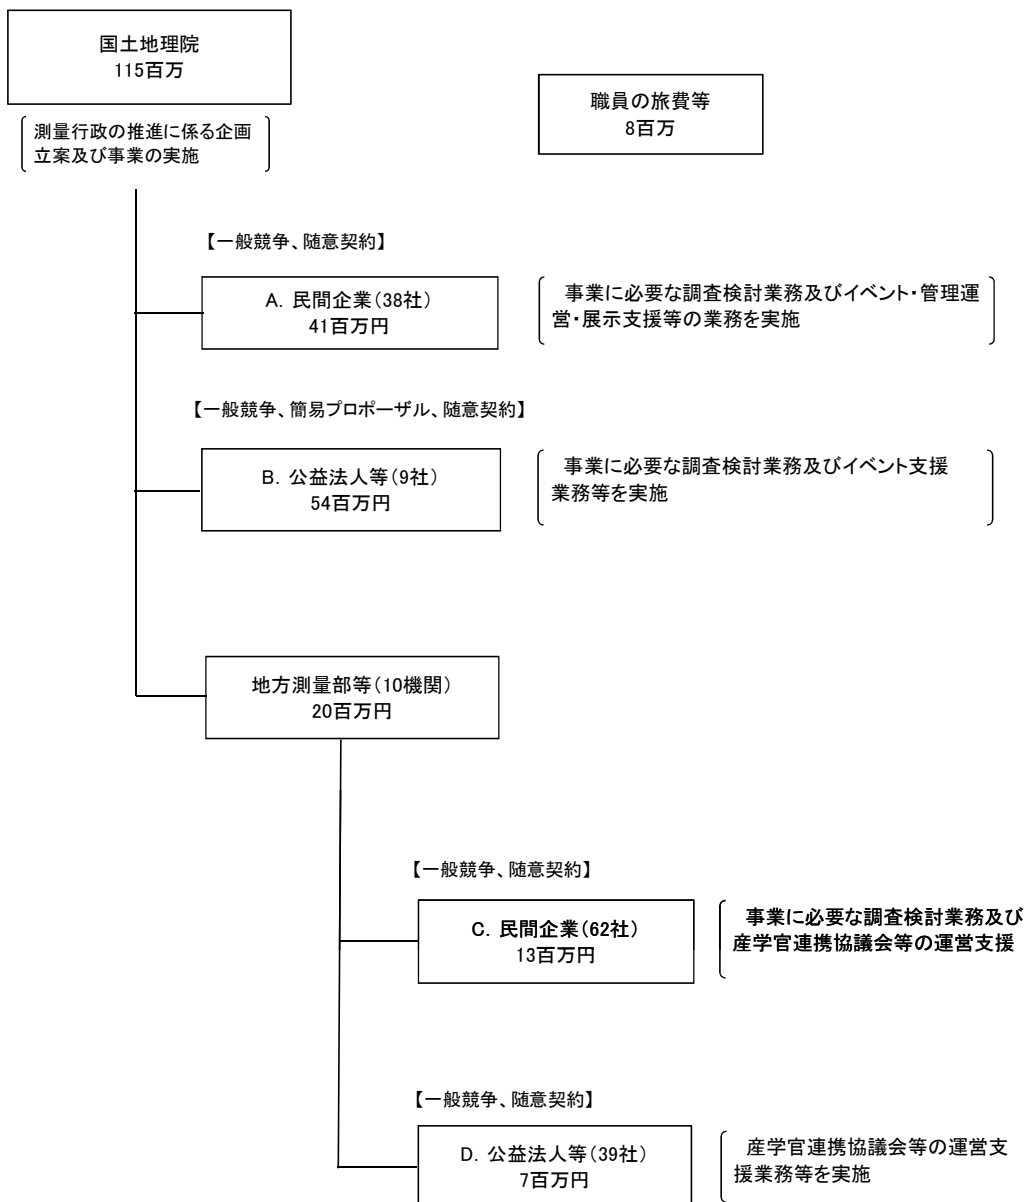 国土地理院
115百万
測量行政の推進に係る企画
立案及び事業の実施
職員の旅費等
8百万
【一般競争、随意契約】
A. 民間企業(38社)
41百万円
事業に必要な調査検討業務及びイベント・管理運
営・展示支援等の業務を実施
【一般競争、簡易プロポーザル、随意契約】
B. 公益法人等(9社)
54百万円
事業に必要な調査検討業務及びイベント支援
業務等を実施
地方測量部等(10機関)
20百万円
【一般競争、随意契約】
C. 民間企業(62社)
13百万円
事業に必要な調査検討業務及び
産学官連携協議会等の運営支援
【一般競争、随意契約】
D. 公益法人等(39社)
7百万円
産学官連携協議会等の運営支
援業務等を実施